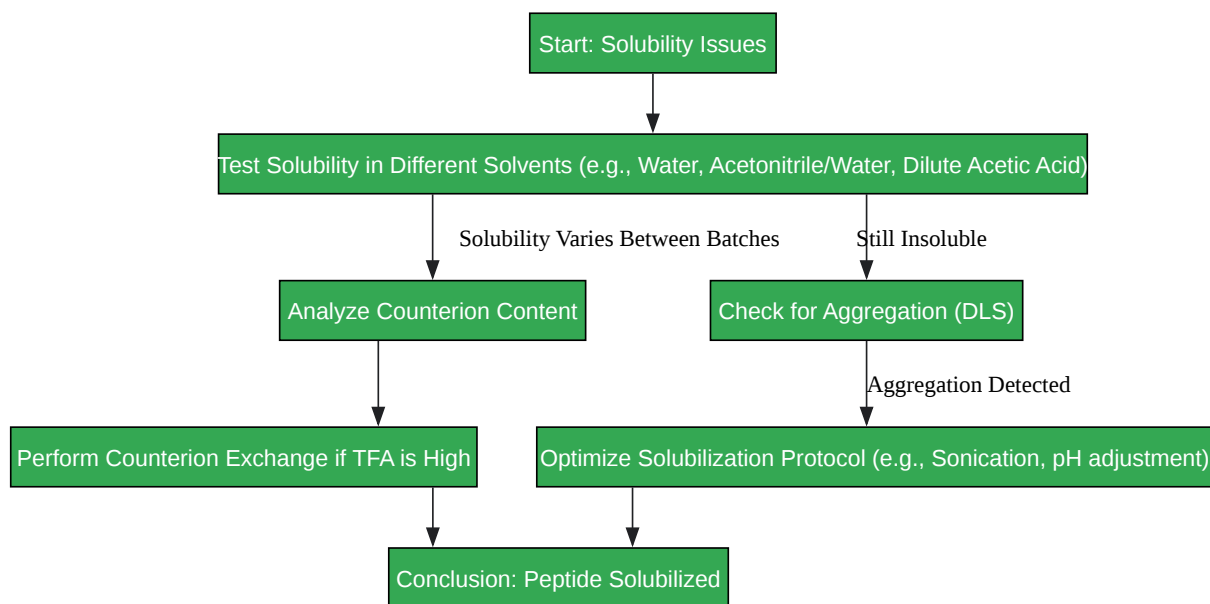 Start: Solubility Issues
Test Solubility in Different Solvents (e.g., Water, Acetonitrile/Water, Dilute Acetic Acid)
Solubility Varies Between Batches
Still Insoluble
Analyze Counterion Content
Check for Aggregation (DLS)
Aggregation Detected
Perform Counterion Exchange if TFA is High
Optimize Solubilization Protocol (e.g., Sonication, pH adjustment)
Conclusion: Peptide Solubilized